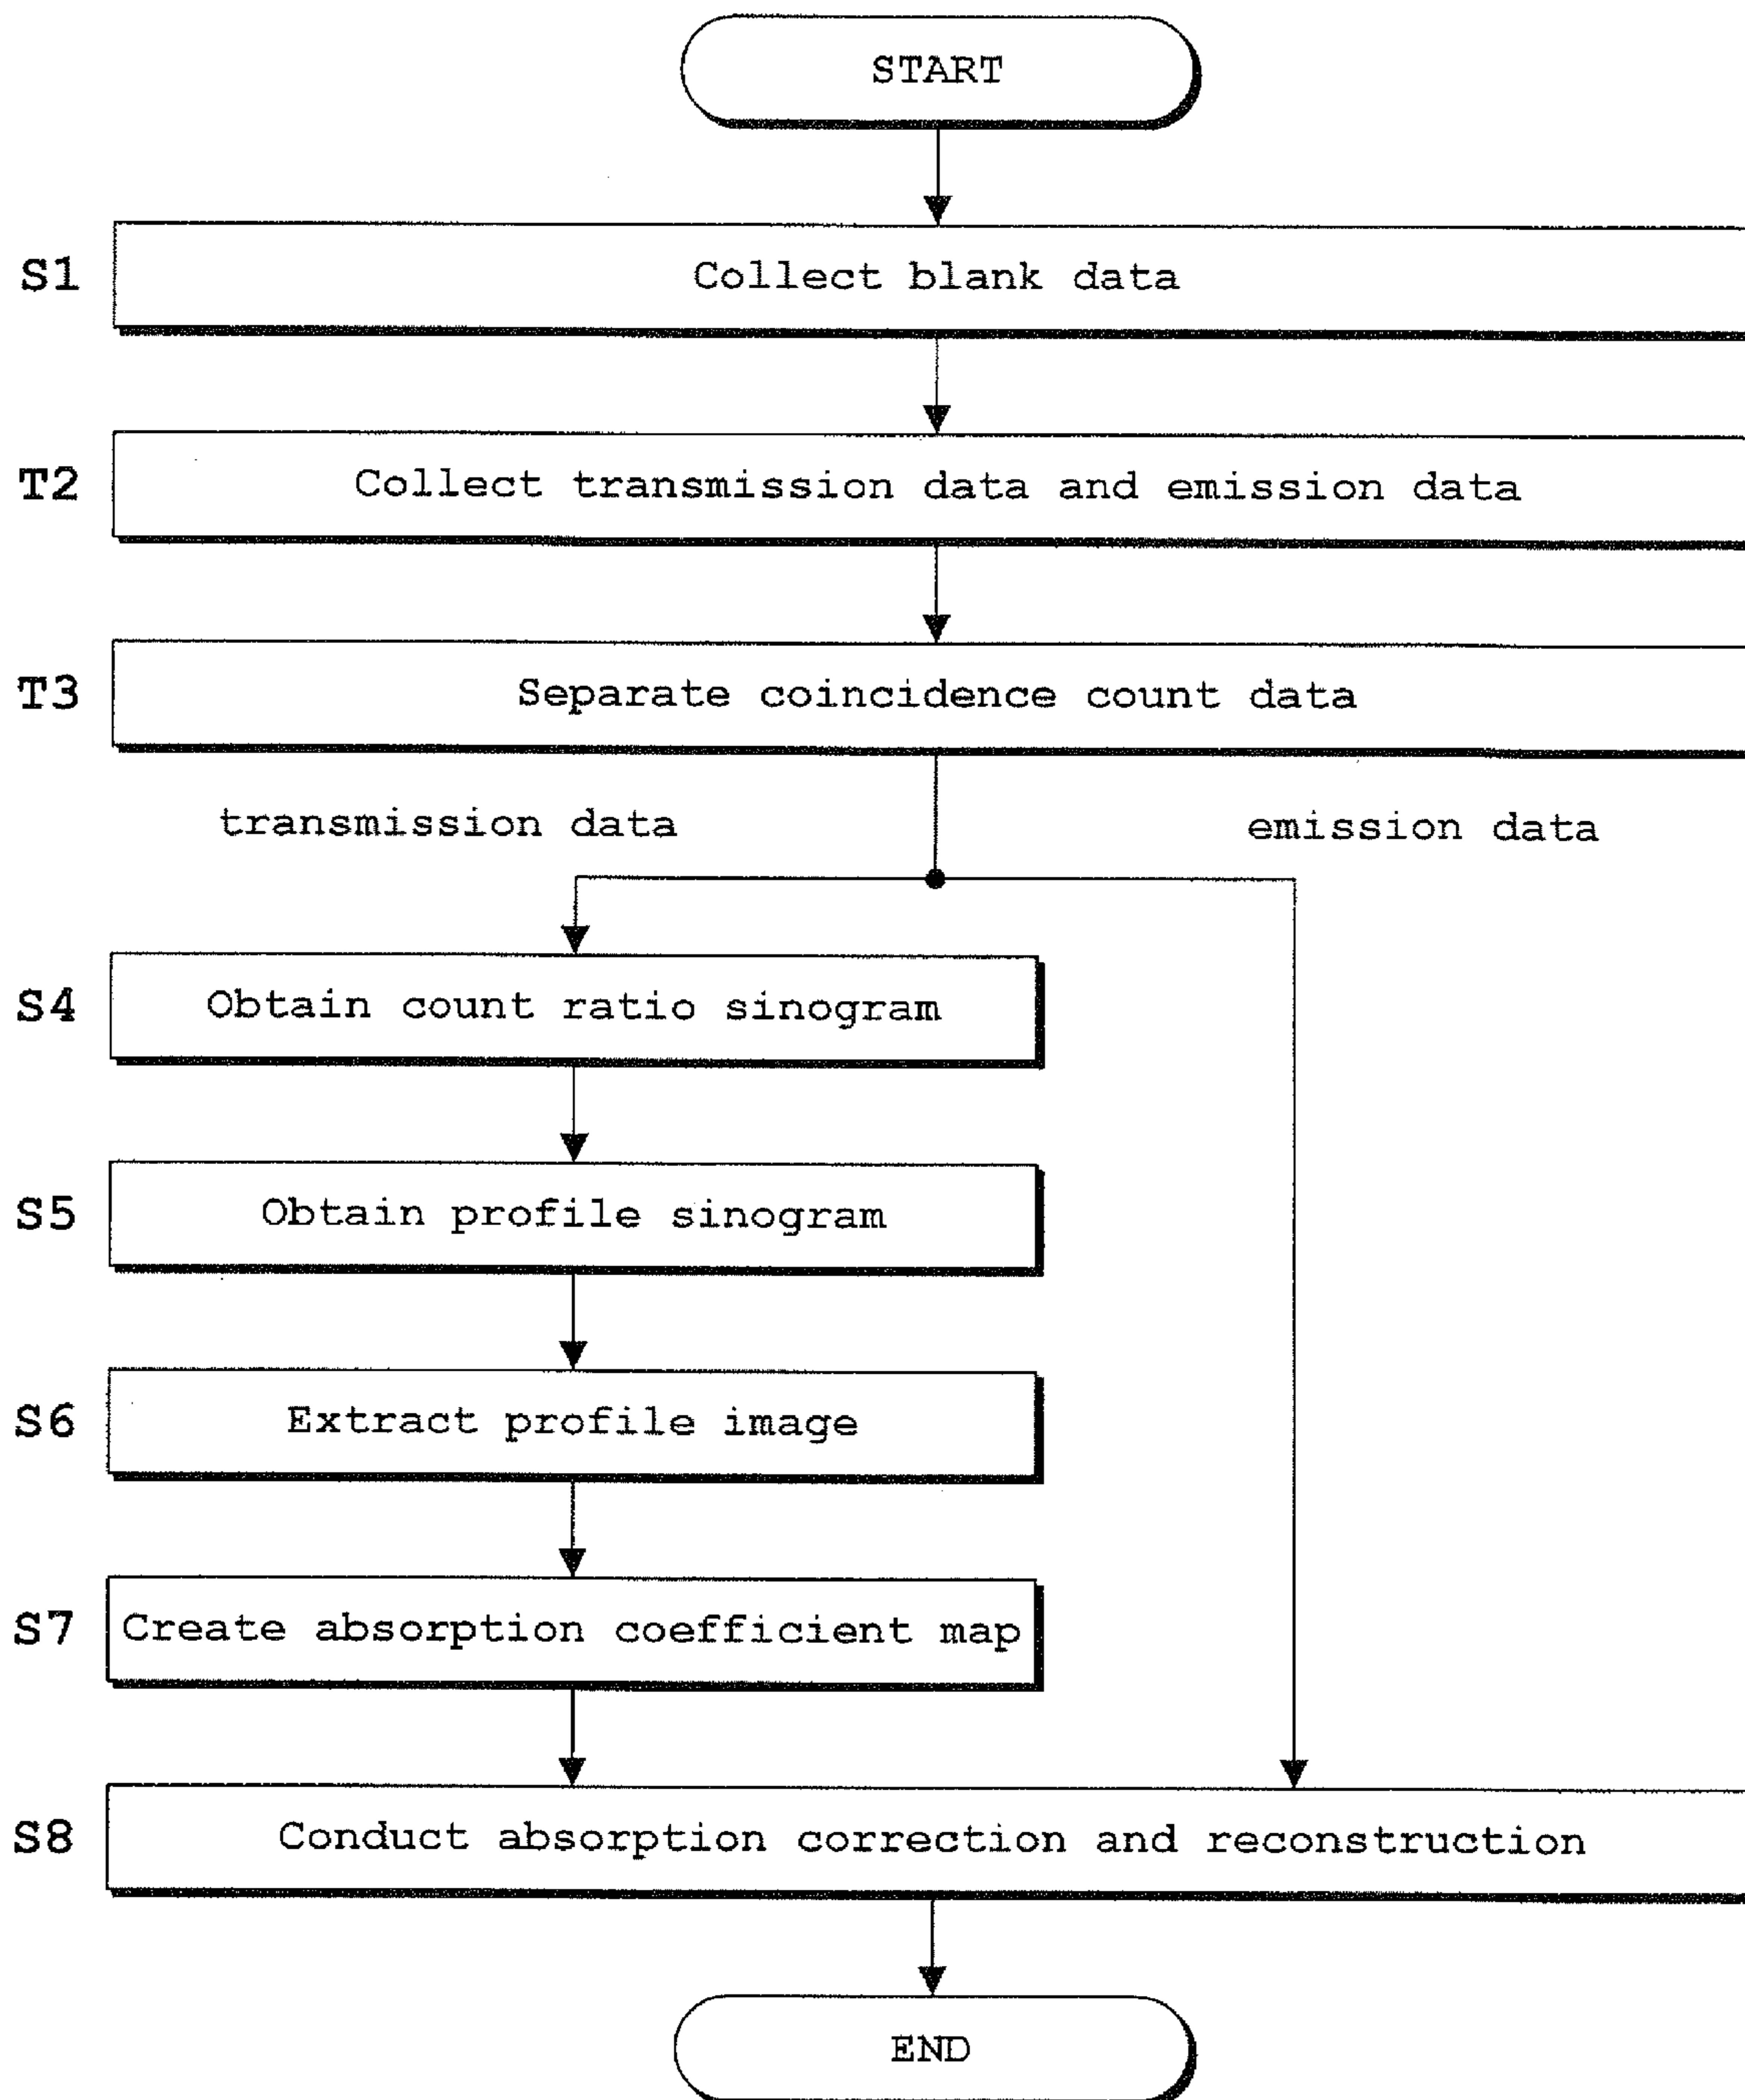 START
S1 Collect blank data
T2 Collect transmission data and emission data
T3 Separate coincidence count data
transmission data emission data
S4 Obtain count ratio sinogram
S5 Obtain profile sinogram
S6 Extract profile image
S7 Create absorption coefficient map
S8 Conduct absorption correction and reconstruction
END